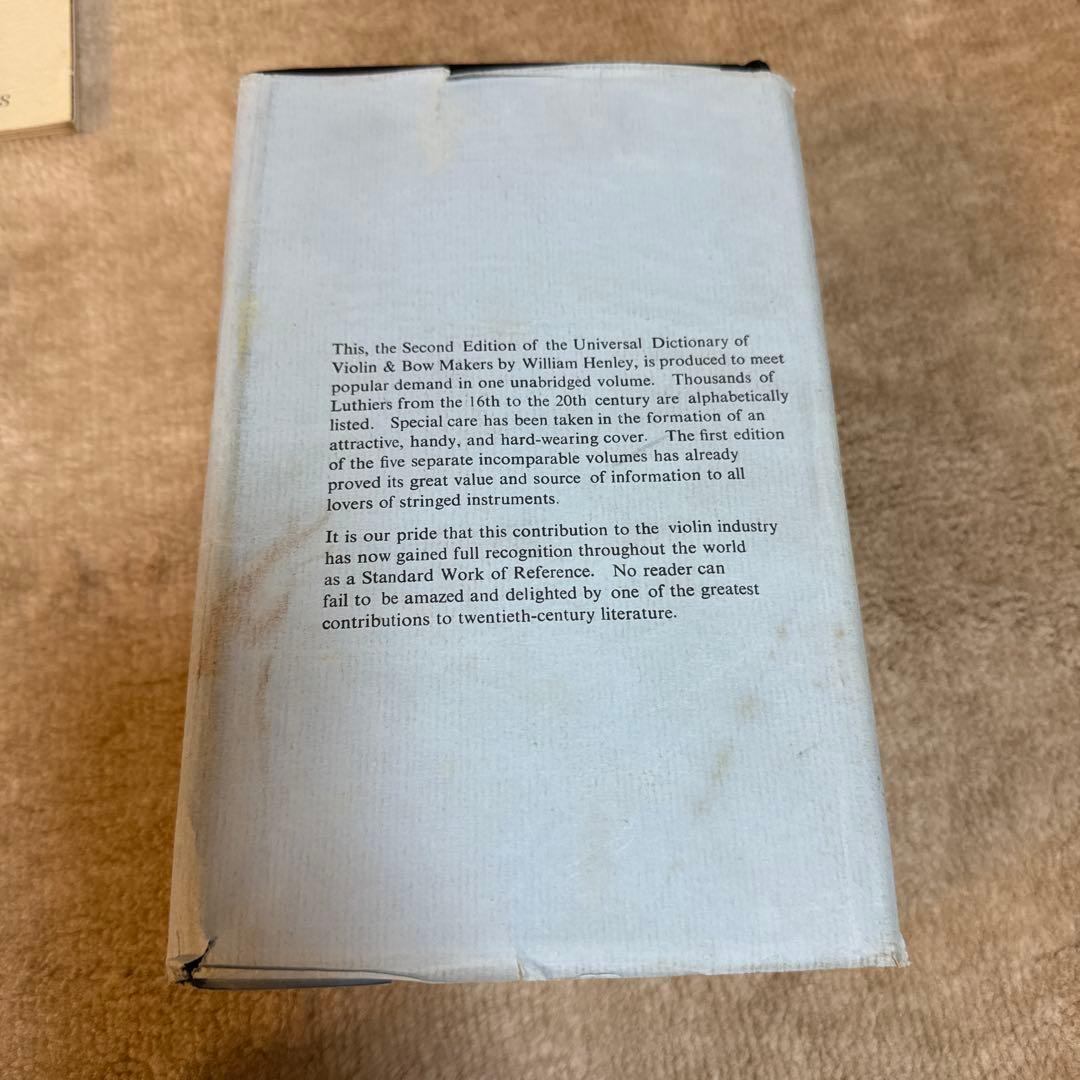 s
This, the Second Edition of the Universal Dictionary of
Violin & Bow Makers by William Henley, is produced to meet
popular demand in one unabridged volume. Thousands of
Luthiers from the 16th to the 20th century are alphabetically
listed. Special care has been taken in the formation of an
attractive, handy, and hard-wearing cover. The first edition
of the five separate incomparable volumes has already
proved its great value and source of information to all
lovers of stringed instruments.
It is our pride that this contribution to the violin industry
has now gained full recognition throughout the world
as a Standard Work of Reference. No reader can
fail to be amazed and delighted by one of the greatest
contributions to twentieth-century literature.